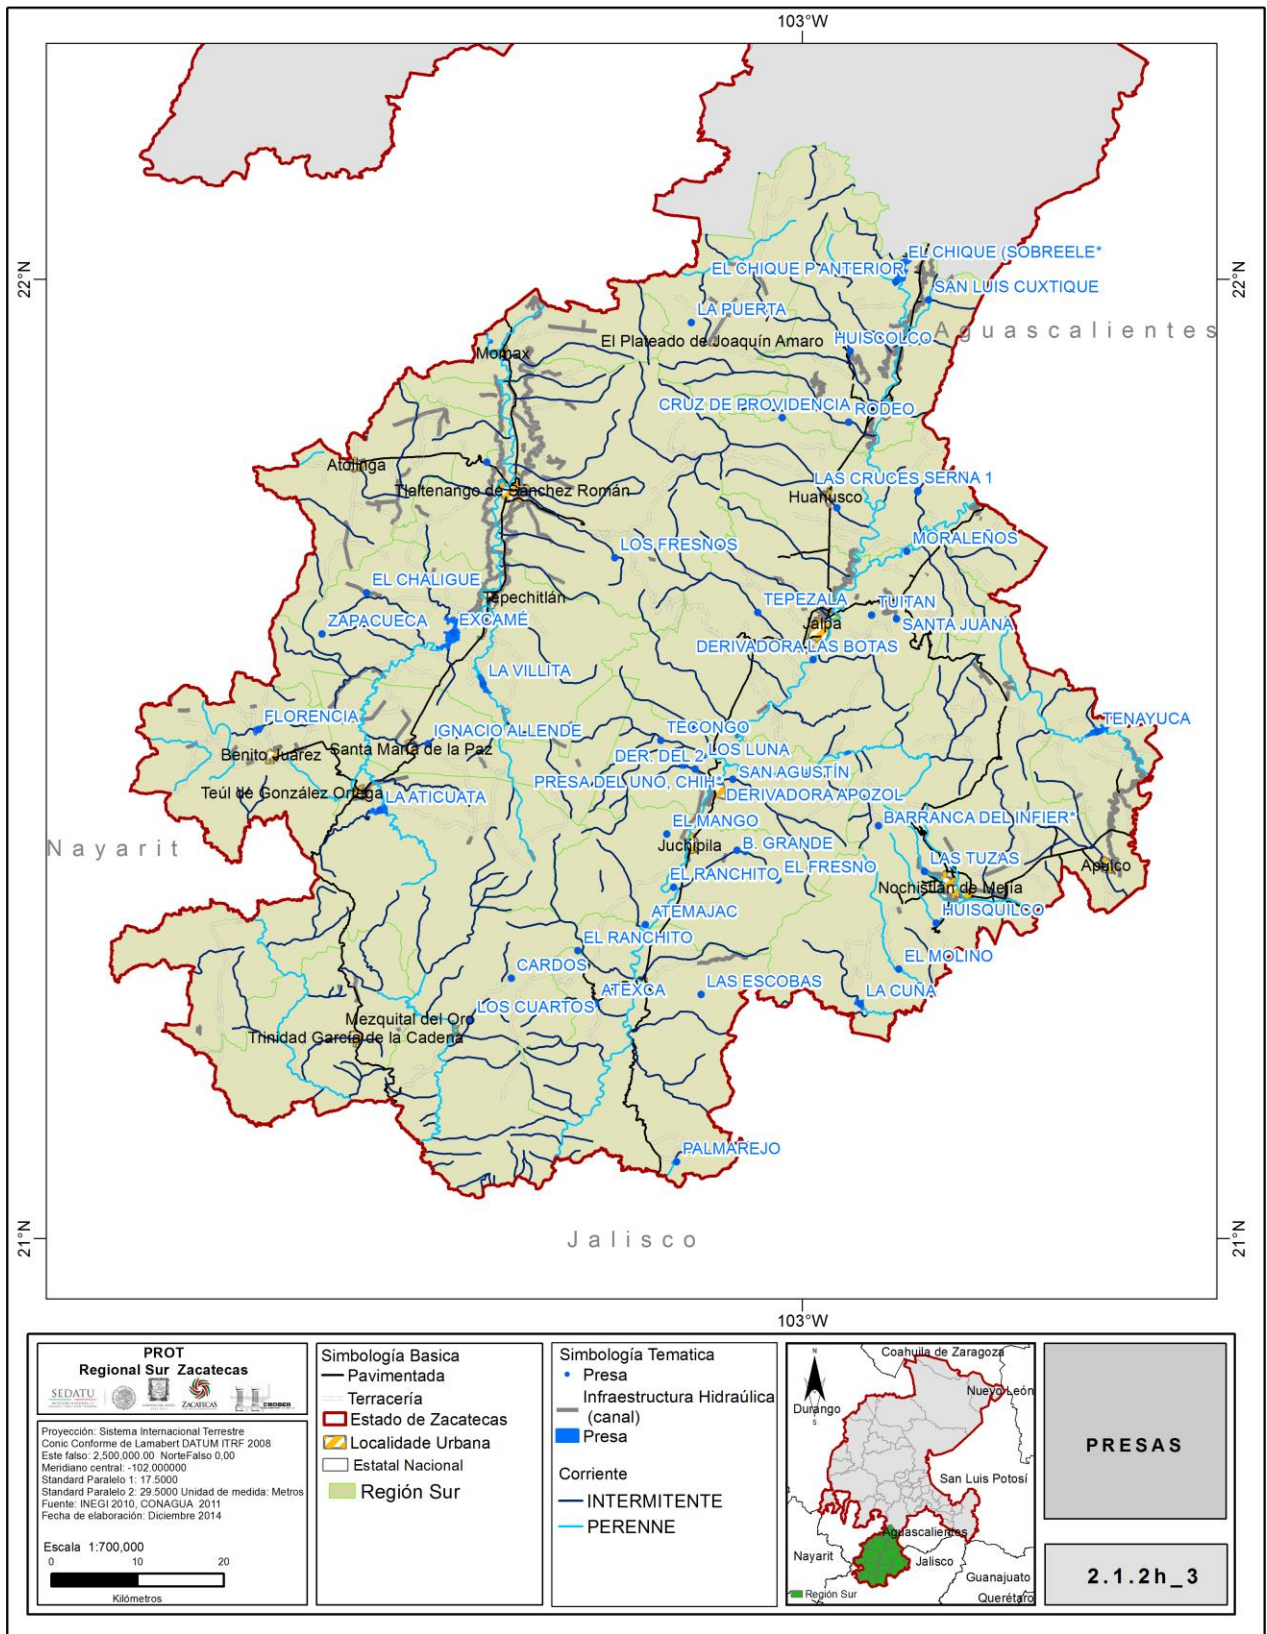 103°W
22°N
22°N
EL CHIQUE (SOBREELE*
EL CHIQUE P ANTERIOR
SAN LUIS CUXTIQUE
LA PUERTA
Aguascalientes
El Plateado de Joaquín Amaro
HUISCOLCO
Momax
CRUZ DE PROVIDENCIA
RODEO
Atolinga
LAS CRUCES
SERNA 1
Tlaltenango de Sánchez Román
Huanusco
LOS FRESNOS
MORALEÑOS
EL CHALIGUE
Tepechitlán
TEPEZALA
TUITAN
ZAPACUECA
EXCAMÉ
Jalpa
SANTA JUANA
DERIVADORA LAS BOTAS
LA VILLITA
FLORENCIA
IGNACIO ALLENDE
TECONGO
TENAYUCA
Benito Juárez
Santa María de la Paz
DER. DEL 2
LOS LUNA
PRESA DEL UNO, CHIH*
SAN AGUSTÍN
Teúl de González Ortega
LA ATICUATA
DERIVADORA APOZOL
EL MANGO
BARRANCA DEL INFIER*
Nayarit
Juchipila
B. GRANDE
EL FRESNO
LAS TUZAS
Apulco
EL RANCHITO
Nochistlán de Mejía
ATEMAJAC
HUISQUILCO
EL RANCHITO
CARDOS
EL MOLINO
ATEXCA
LAS ESCOBAS
LOS CUARTOS
LA CUÑA
Mezquital del Oro
Trinidad García de la Cadena
PALMAREJO
21°N
21°N
Jalisco
103°W
PROT
Regional Sur Zacatecas
SEDATU
ZACATECAS
Proyección: Sistema Internacional Terrestre
Conic Conforme de Lamabert DATUM ITRF 2008
Este falso: 2,500,000.00 NorteFalso 0,00
Meridiano central: -102.000000
Standard Paralelo 1: 17.5000
Standard Paralelo 2: 29.5000 Unidad de medida: Metros
Fuente: INEGI 2010, CONAGUA 2011
Fecha de elaboración: Diciembre 2014
Escala 1:700,000
0 10 20
Kilómetros
Simbología Basica
Pavimentada
Terracería
Estado de Zacatecas
Localidade Urbana
Estatal Nacional
Región Sur
Simbología Tematica
Presa
Infraestructura Hidraúlica
(canal)
Presa
Corriente
INTERMITENTE
PERENNE
N
S
Coahuila de Zaragoza
Nuevo León
Durango
San Luis Potosí
Aguascalientes
Nayarit
Jalisco
Guanajuato
Querétaro
Región Sur
PRESAS
2.1.2h_3